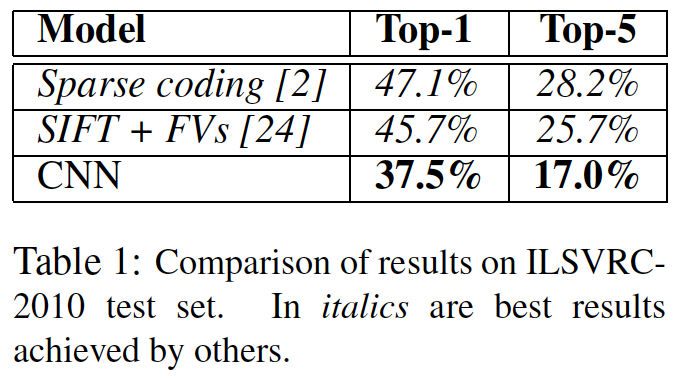 Model Top-1 Top-5
Sparse coding [2] 47.1% 28.2%
SIFT + FVs [24] 45.7% 25.7%
CNN 37.5% 17.0%
Table 1: Comparison of results on ILSVRC-
2010 test set. In italics are best results
achieved by others.